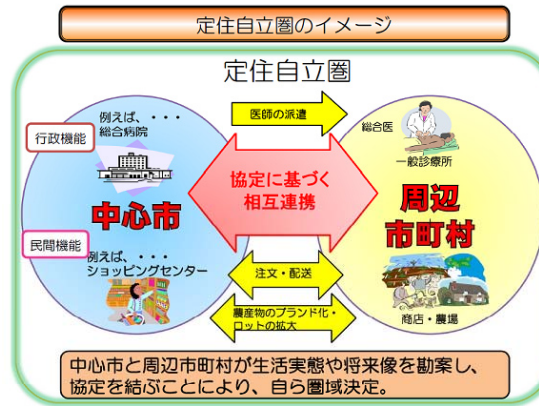 定住自立圏のイメージ
定住自立圏
行政機能
例えば、・・・
総合病院
中心市
民間機能
例えば、・・・
ショッピングセンター
医師の派遣
協定に基づく
相互連携
注文・配送
農産物のブランド化・
ロットの拡大
総合医
一般診療所
周辺
市町村
商店・農場
中心市と周辺市町村が生活実態や将来像を勘案し、
協定を結ぶことにより、自ら圏域決定。